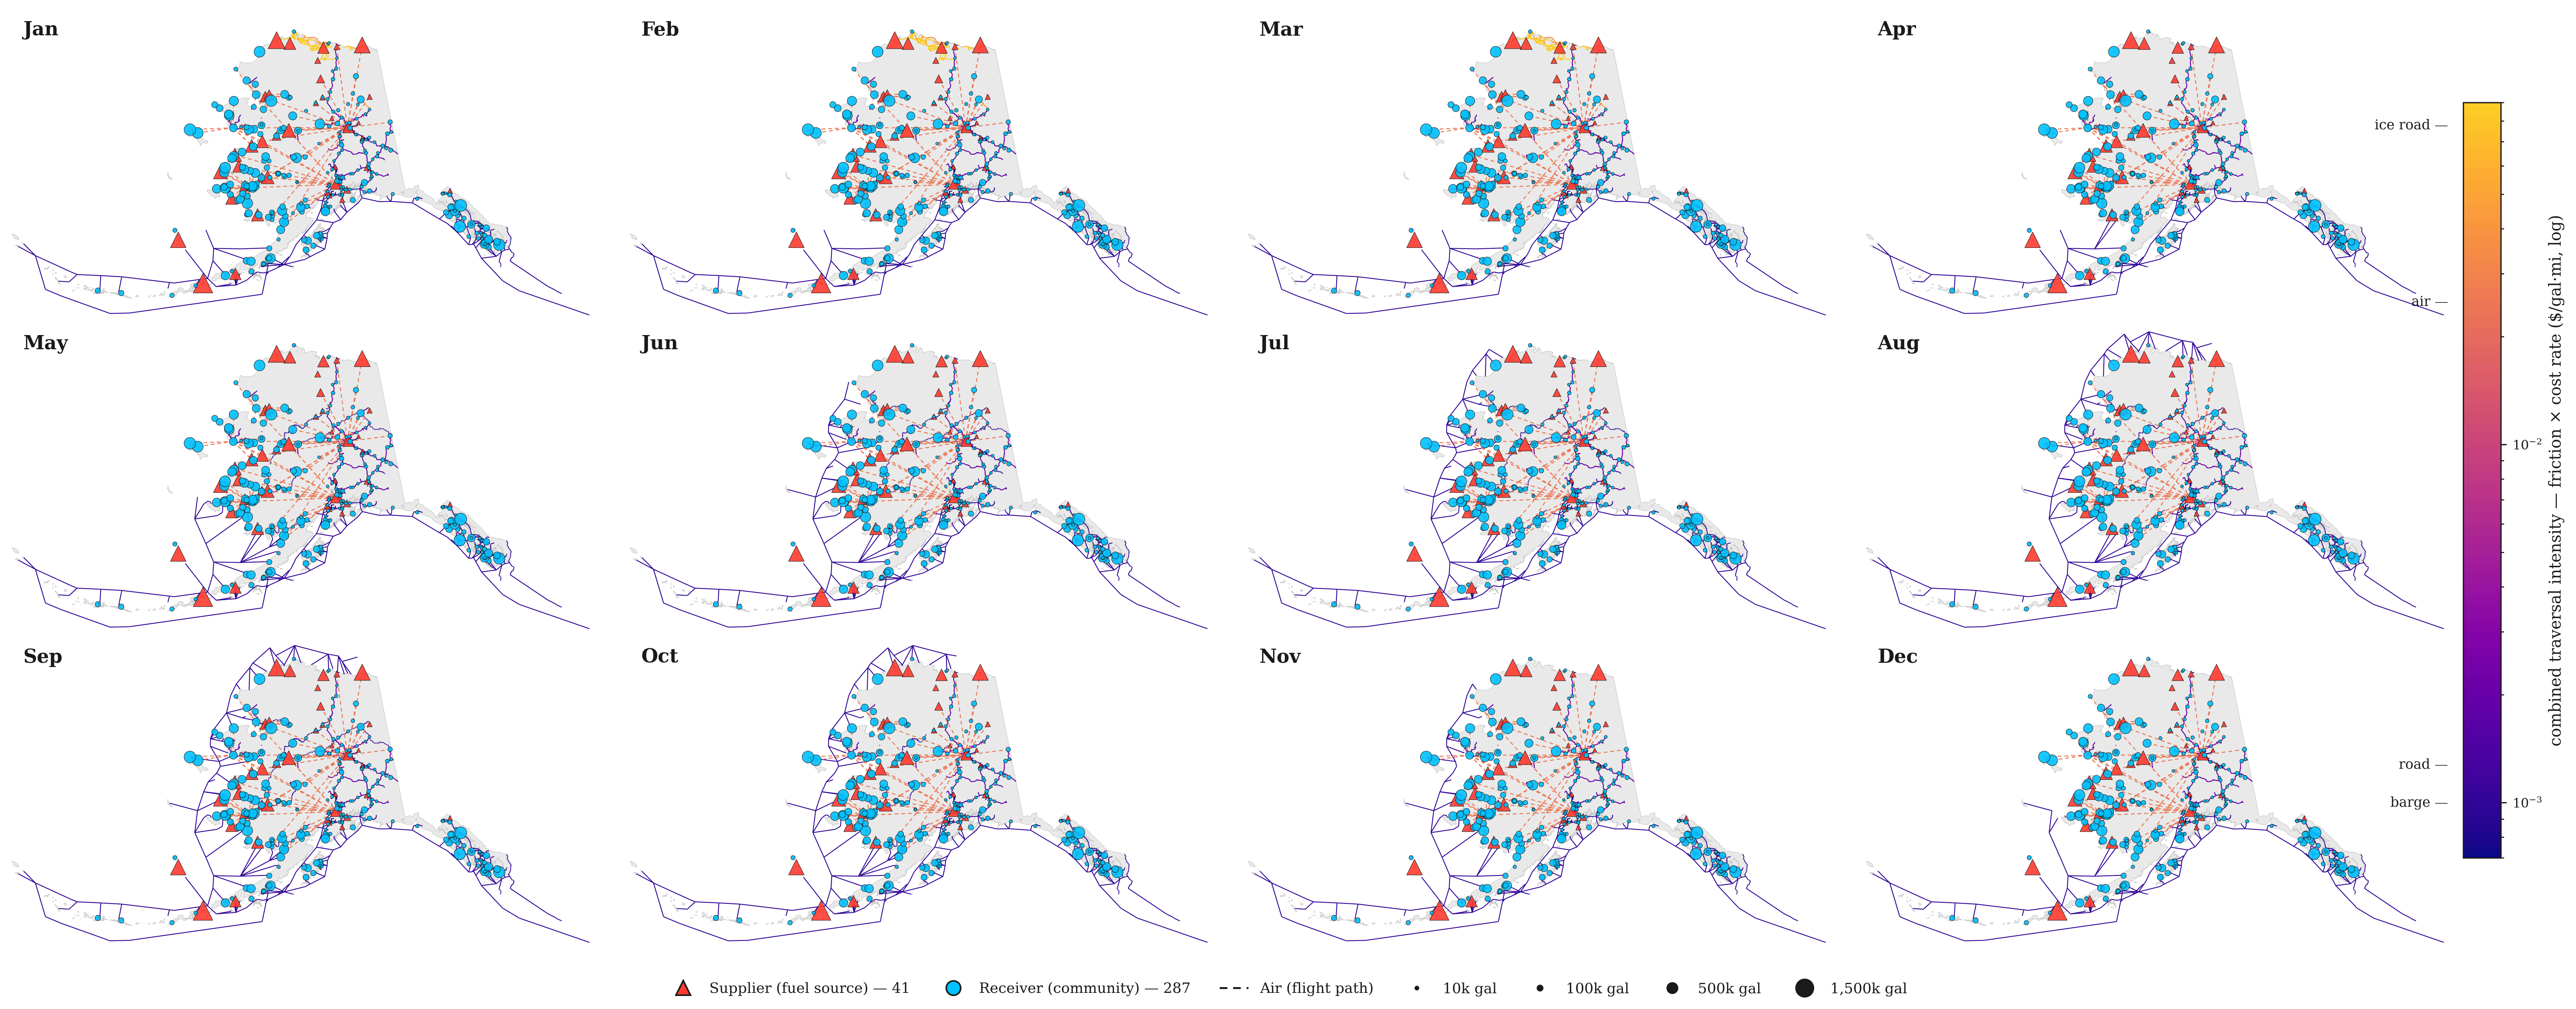 Jan
Feb
Mar
Apr
May
Jun
Jul
Aug
Sep
Oct
Nov
Dec
ice road —
air —
road —
barge —
10⁻²
10⁻³
combined traversal intensity — friction × cost rate ($/gal·mi, log)
Supplier (fuel source) — 41
Receiver (community) — 287
Air (flight path)
10k gal
100k gal
500k gal
1,500k gal